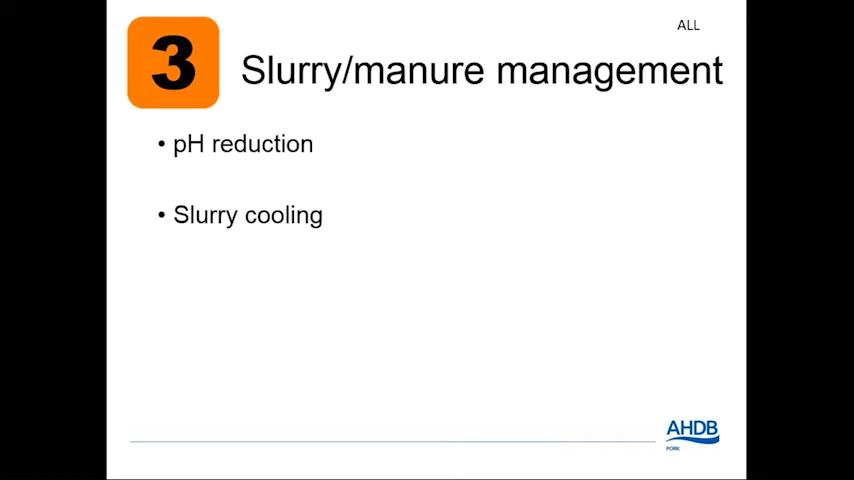 ALL
3
Slurry/manure management
• pH reduction
• Slurry cooling
AHDB
PORK